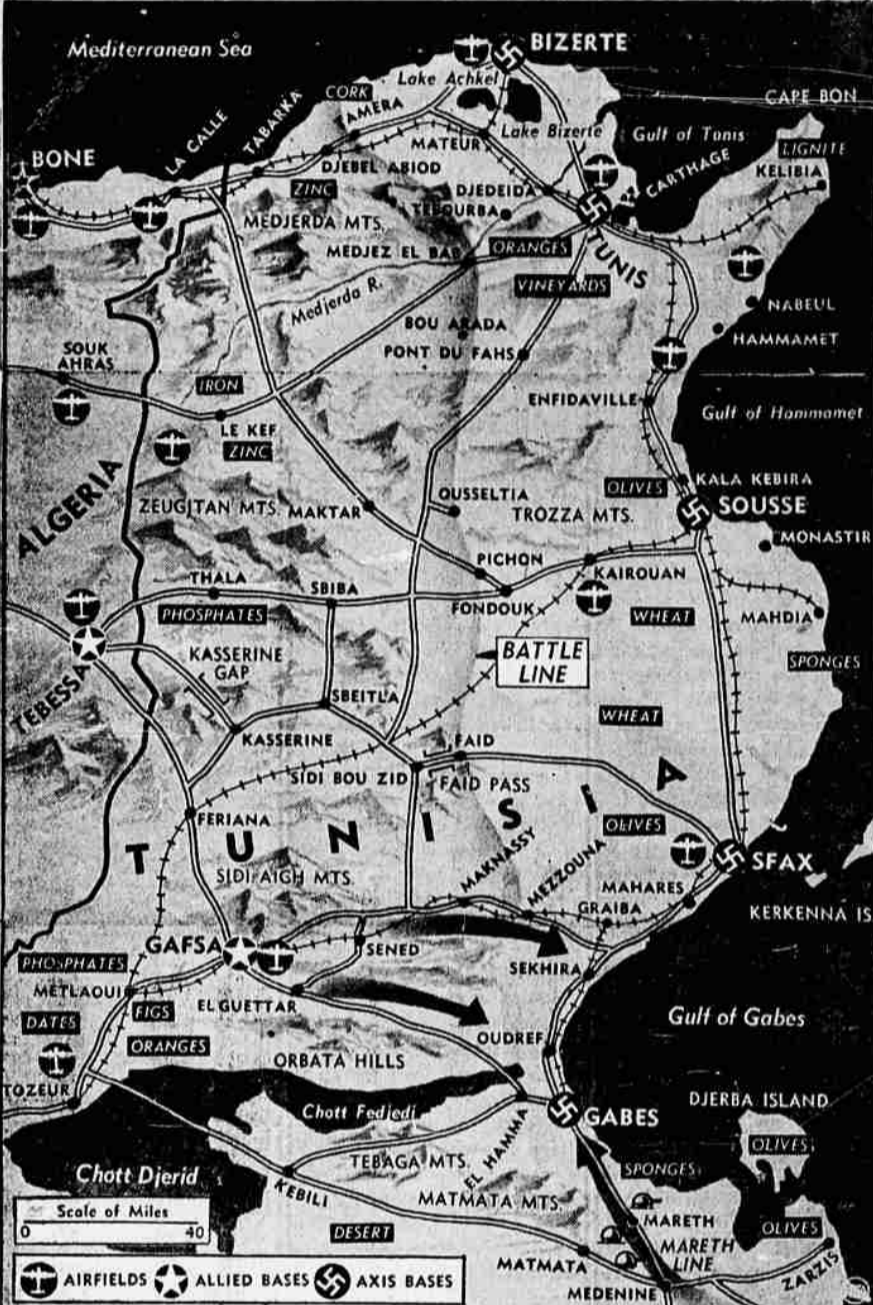 Mediterranean Sea
BIZERTE
Lake Achkel
CORK
TAMERA
CAPE BON
LA CALLE
TABARKA
MATEUR
Lake Bizerte
Gulf of Tunis
LIGNITE
BONE
DJEBEL ABIOD
CARTHAGE
KELIBIA
ZINC
DJEDEIDA
MEDJERDA MTS.
TEBOURBA
MEDJEZ EL BAB
ORANGES
TUNIS
Medjerda R.
VINEYARDS
NABEUL
BOU ARADA
HAMMAMET
SOUK
AHRAS
PONT DU FAHS
IRON
ENFIDAVILLE
LE KEF
Gulf of Hammamet
ZINC
ALGERIA
OLIVES
KALA KEBIRA
ZEUGITAN MTS.
MAKTAR
OUSSELTIA
TROZZA MTS.
SOUSSE
MONASTIR
PICHON
KAIROUAN
THALA
SBIBA
FONDOUK
PHOSPHATES
WHEAT
MAHDIA
TEBESSA
KASSERINE
GAP
BATTLE
LINE
SPONGES
SBEITLA
WHEAT
KASSERINE
FAID
SIDI BOU ZID
FAID PASS
FERIANA
TUNISIA
OLIVES
SIDI AIGH MTS.
MAKNASSY
MEZZOUNA
SFAX
MAHARES
GRAIBA
KERKENNA IS
GAFSA
SENED
PHOSPHATES
SEKHIRA
METLAOUI
EL GUETTAR
FIGS
DATES
Gulf of Gabes
ORANGES
OUDREF
ORBATA HILLS
TOZEUR
Chott Fedjedj
GABES
DJERBA ISLAND
EL HAMMA
OLIVES
Chott Djerid
TEBAGA MTS.
SPONGES
KEBILI
MATMATA MTS.
Scale of Miles
0 40
DESERT
MARETH
OLIVES
MARETH
LINE
MATMATA
ZARZIS
AIRFIELDS ALLIED BASES AXIS BASES
MEDENINE